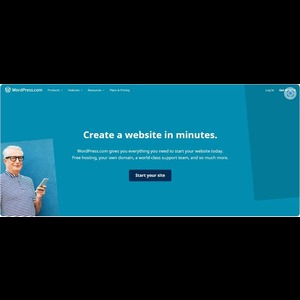 WordPress.com Products Features Resources Plans & Pricing Log In
Create a website in minutes.
WordPress.com gives you everything you need to start your website today.
Free hosting, your own domain, a world-class support team, and so much more.
Start your site